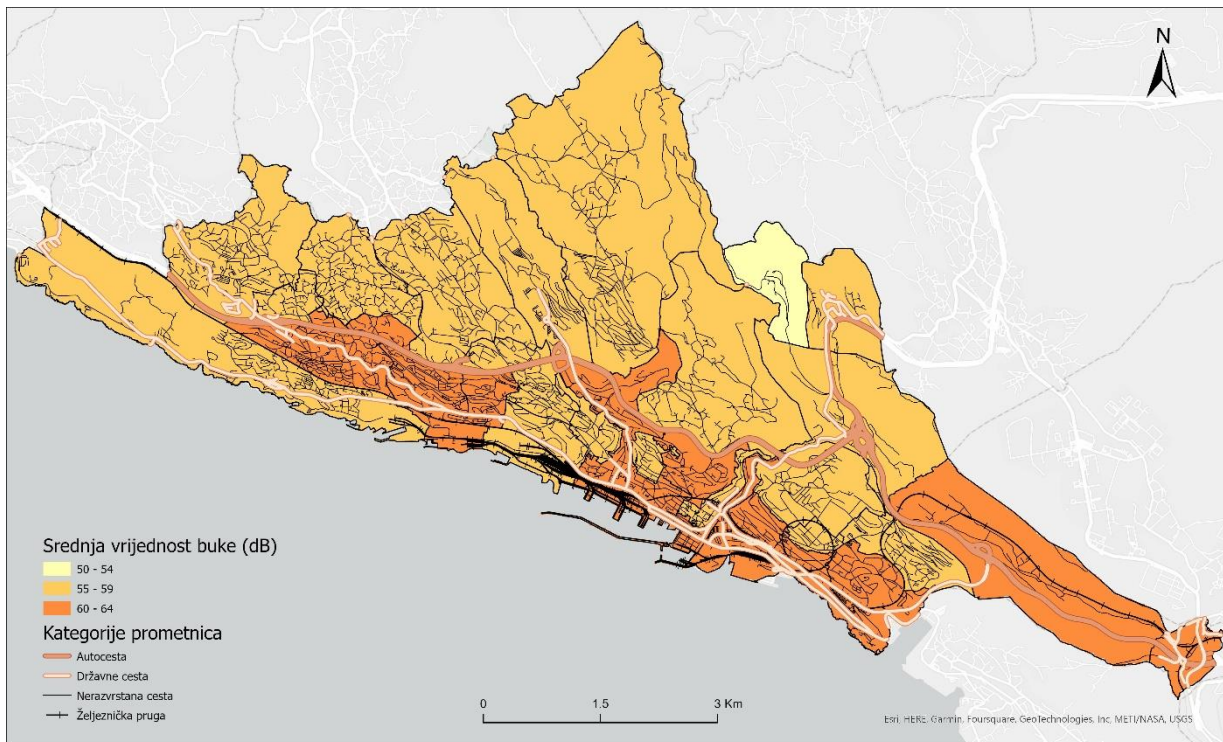 N
Srednja vrijednost buke (dB)
50 - 54
55 - 59
60 - 64
Kategorije prometnica
Autocesta
Državne cesta
Nerazvrstana cesta
Željeznička pruga
0 1.5 3 Km
Esri, HERE, Garmin, Foursquare, GeoTechnologies, Inc, METI/NASA, USGS